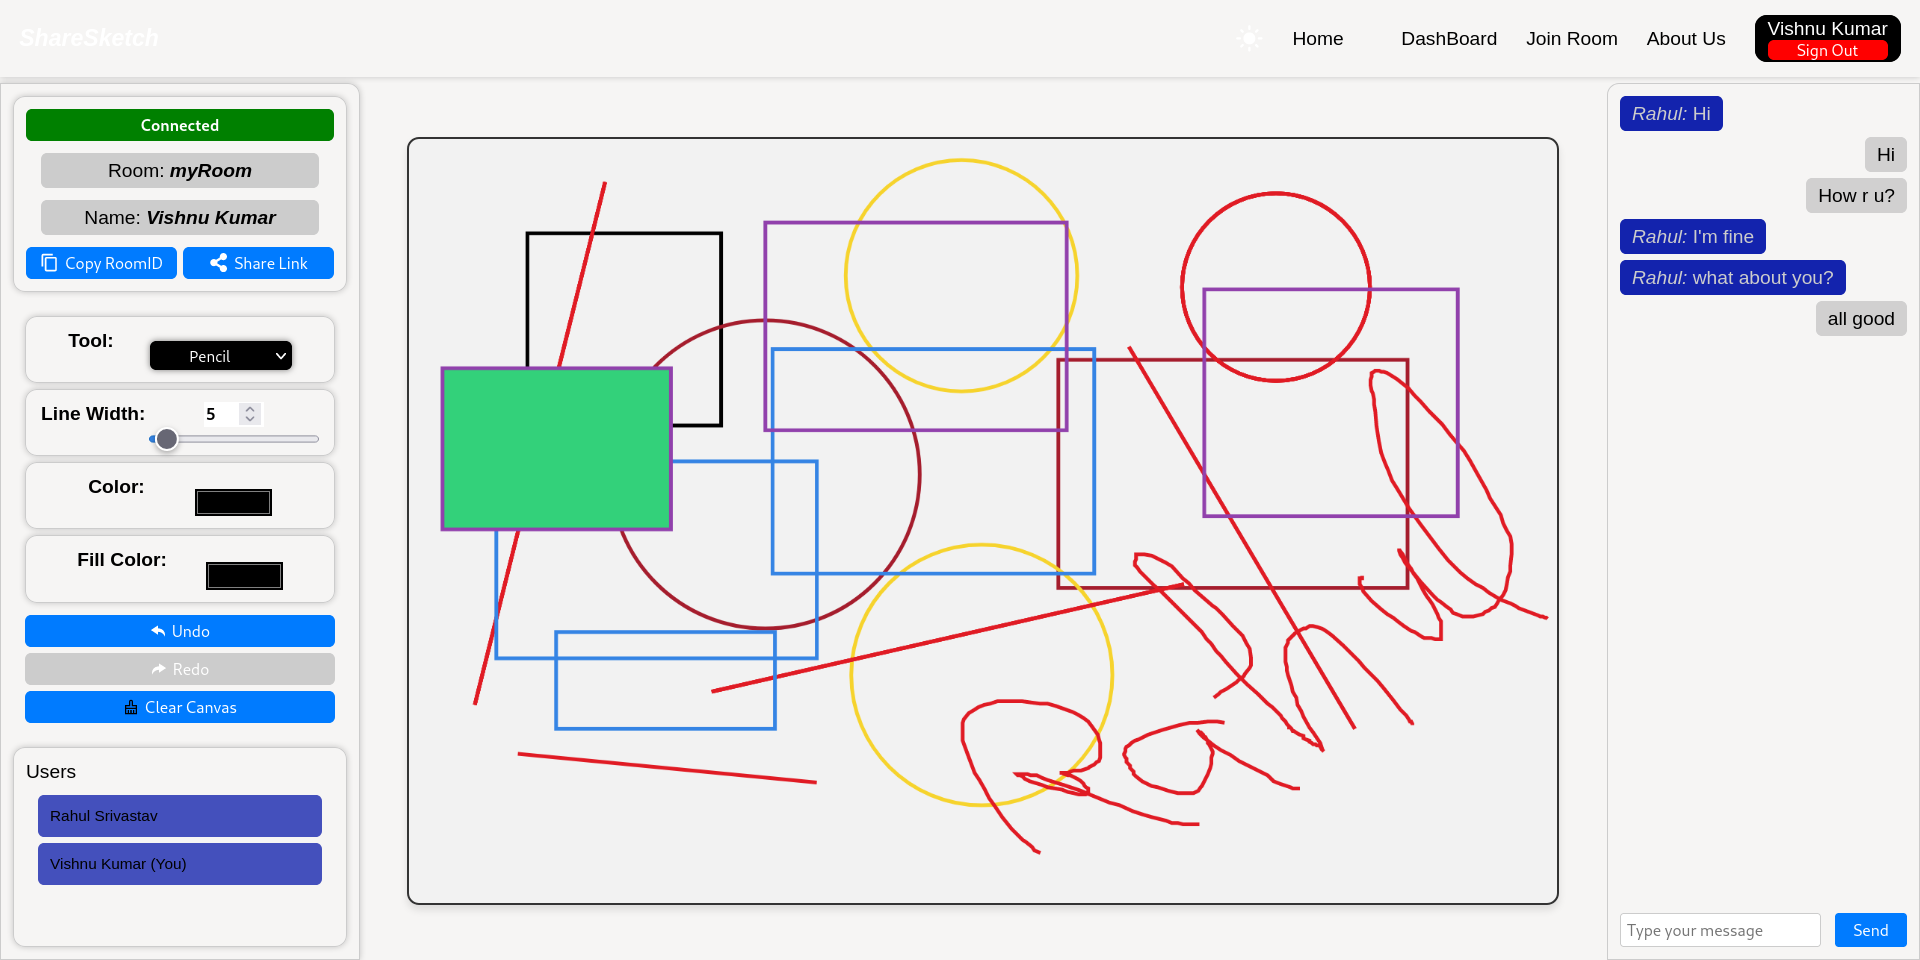 ShareSketch
Home DashBoard Join Room About Us
Vishnu Kumar
Sign Out
Connected
Room: myRoom
Name: Vishnu Kumar
Copy RoomID Share Link
Tool: Pencil
Line Width: 5
Color:
Fill Color:
Undo
Redo
Clear Canvas
Users
Rahul Srivastav
Vishnu Kumar (You)
Rahul: Hi
Hi
How r u?
Rahul: I'm fine
Rahul: what about you?
all good
Type your message Send